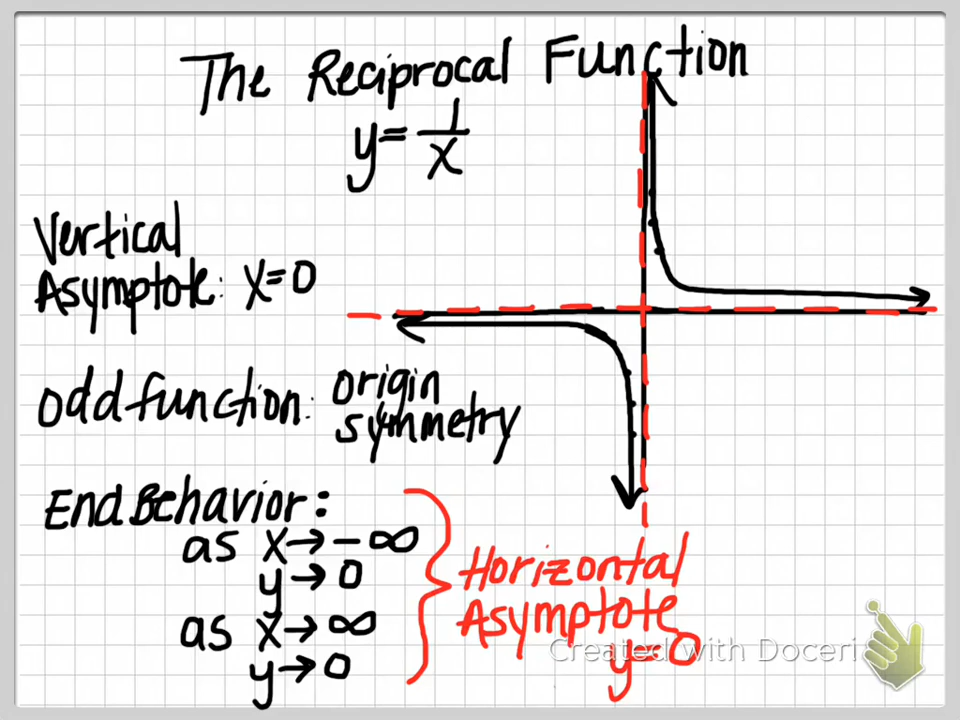 The Reciprocal Function
y = 1/x
Vertical
Asymptote: x = 0
Odd function: origin
symmetry
End Behavior:
as x → -∞
y → 0
as x → ∞
y → 0
Horizontal
Asymptote
y = 0
Created with Doceri